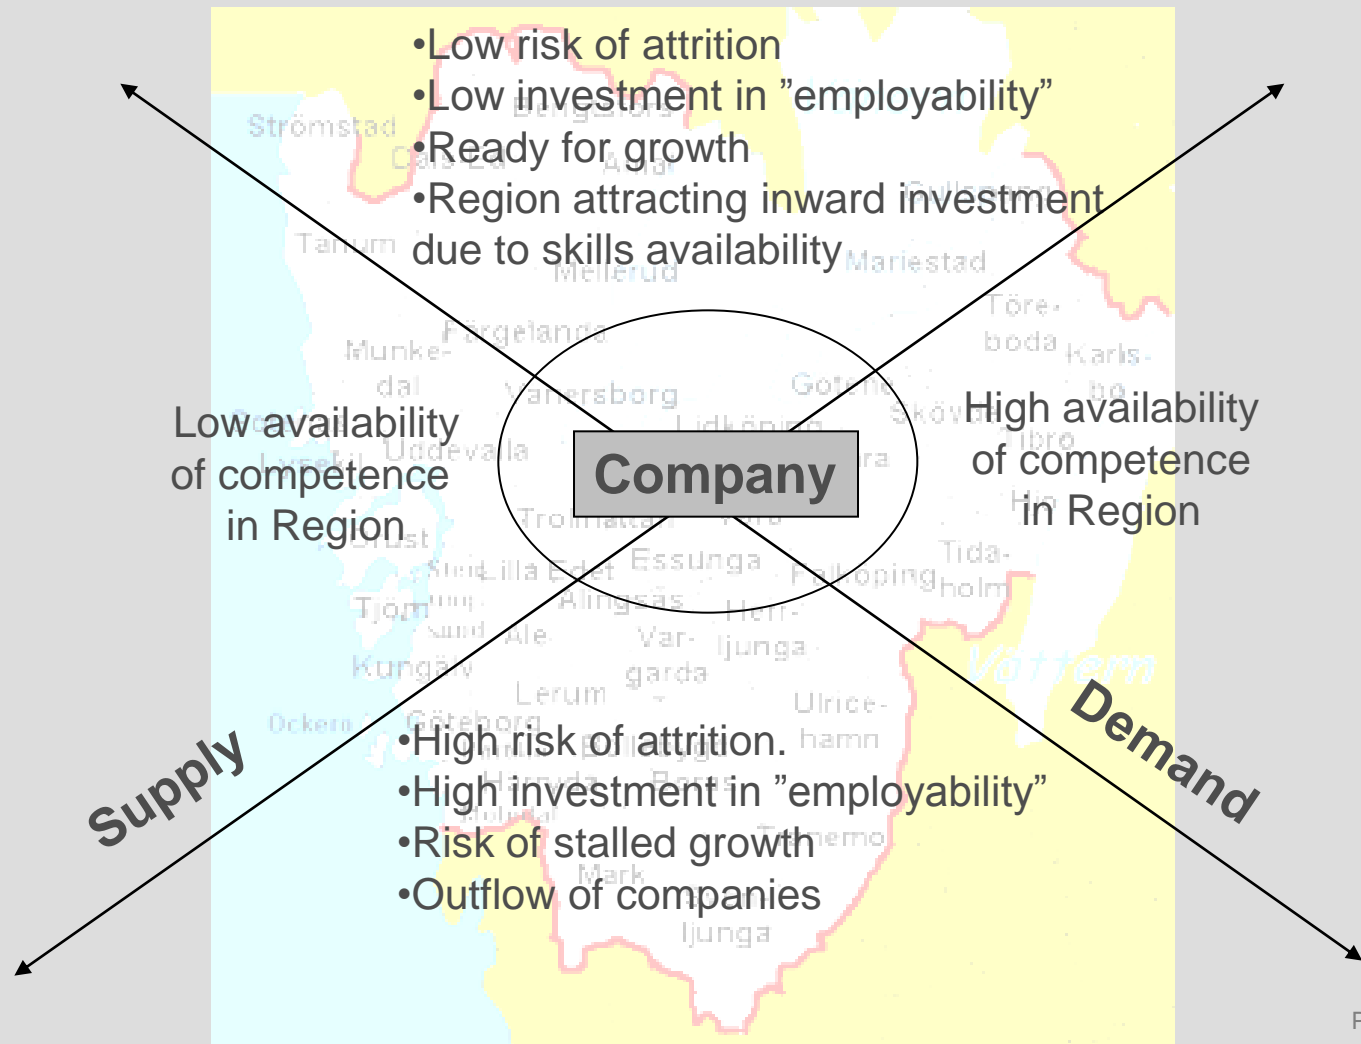 •Low risk of attrition
•Low investment in ”employability”
•Ready for growth
•Region attracting inward investment
due to skills availability
Strömstad
Tanum
Mellerud
Mariestad
Töre-
boda
Färgelanda
Munke-
dal
Karls-
Vänersborg
Lidköping
Low availability
of competence
in Region
High availability
of competence
in Region
Company
Uddevalla
Lysekil
Tibro
Hjo
Essunga
Tida-
holm
Lilla Edet
Falköping
Tjörn
Alingsås
Herr-
ljunga
Ale
Var-
garda
Kungälv
Vättern
Lerum
Ulrice-
hamn
Öckerö
Göteborg
Supply
Demand
•High risk of attrition.
•High investment in ”employability”
•Risk of stalled growth
•Outflow of companies
Mark
ljunga